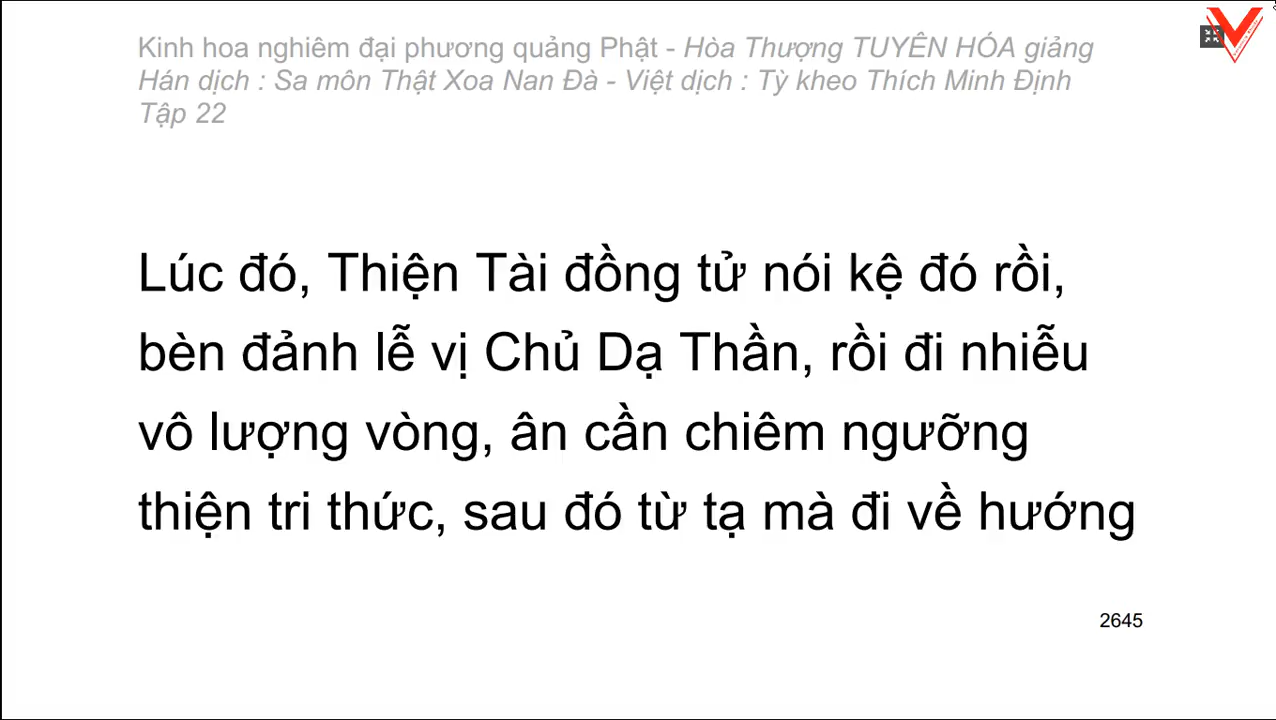 Kinh hoa nghiêm đại phương quảng Phật - Hòa Thượng TUYÊN HÓA giảng
Hán dịch : Sa môn Thật Xoa Nan Đà - Việt dịch : Tỳ kheo Thích Minh Định
Tập 22
Lúc đó, Thiện Tài đồng tử nói kệ đó rồi,
bèn đảnh lễ vị Chủ Dạ Thần, rồi đi nhiễu
vô lượng vòng, ân cần chiêm ngưỡng
thiện tri thức, sau đó từ tạ mà đi về hướng
2645